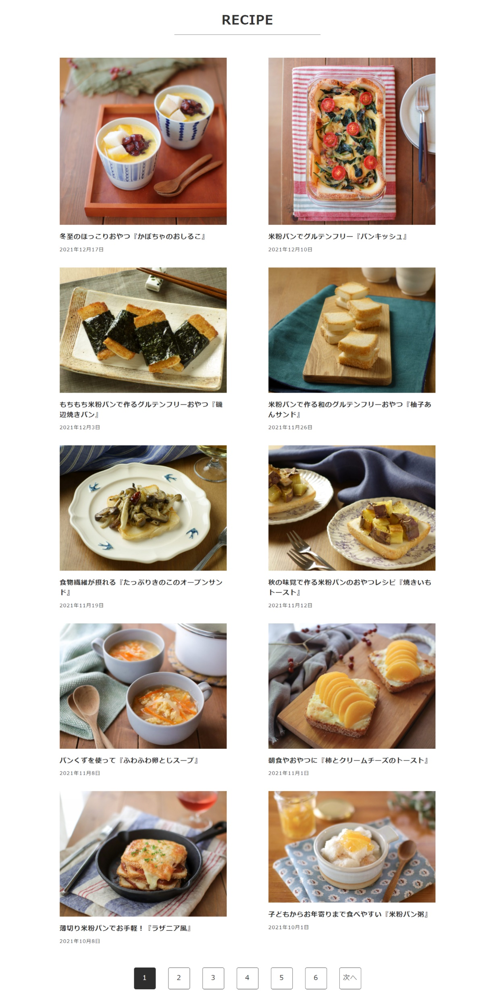 RECIPE
冬至のほっこりおやつ『かぼちゃのおしるこ』
2021年12月17日
米粉パンでグルテンフリー『パンキッシュ』
2021年12月10日
もちもち米粉パンで作るグルテンフリーおやつ『磯
辺焼きパン』
2021年12月3日
米粉パンで作る和のグルテンフリーおやつ『柚子あ
んサンド』
2021年11月26日
食物繊維が摂れる『たっぷりきのこのオープンサン
ド』
2021年11月19日
秋の味覚で作る米粉パンのおやつレシピ『焼きいも
トースト』
2021年11月12日
パンくずを使って『ふわふわ卵とじスープ』
2021年11月8日
朝食やおやつに『柿とクリームチーズのトースト』
2021年11月1日
薄切り米粉パンでお手軽！『ラザニア風』
2021年10月8日
子どもからお年寄りまで食べやすい『米粉パン粥』
2021年10月1日
1 2 3 4 5 6 次へ